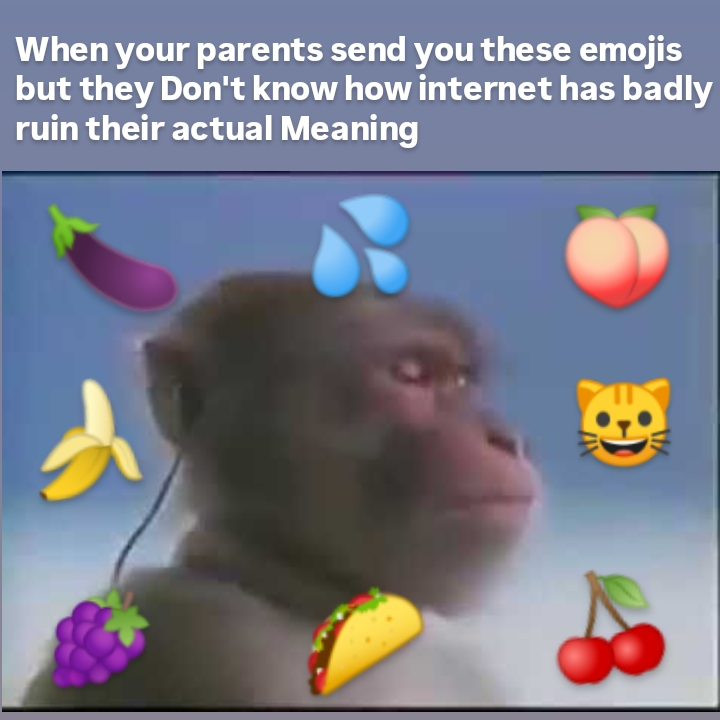 When your parents send you these emojis
but they Don't know how internet has badly
ruin their actual Meaning